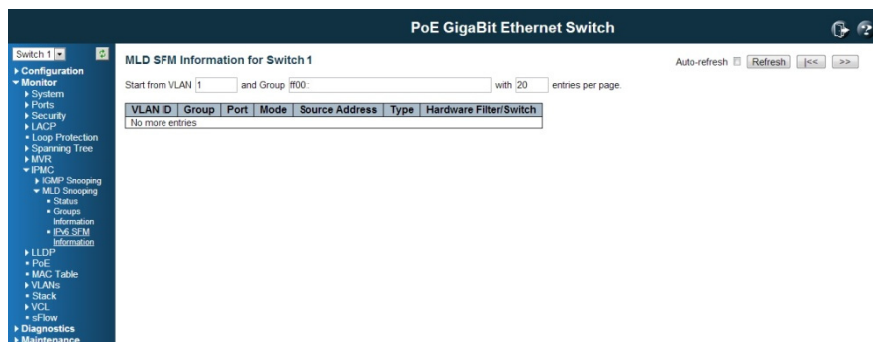 PoE GigaBit Ethernet Switch
Switch 1
Configuration
Monitor
System
Ports
Security
LACP
Loop Protection
Spanning Tree
MVR
IPMC
IGMP Snooping
MLD Snooping
Status
Groups
Information
IPv6 SFM
Information
LLDP
PoE
MAC Table
VLANs
Stack
VCL
sFlow
Diagnostics
Maintenance
MLD SFM Information for Switch 1
Auto-refresh Refresh |<< >>
Start from VLAN 1 and Group ff00:: with 20 entries per page.
VLAN ID Group Port Mode Source Address Type Hardware Filter/Switch
No more entries